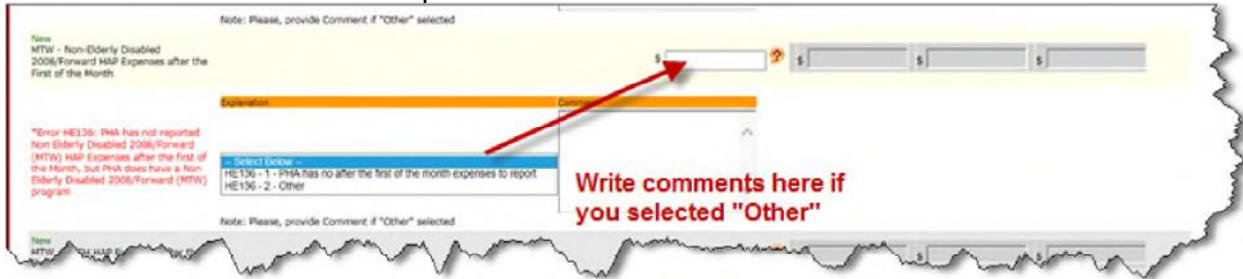 Note: Please, provide Comment if "Other" selected
New
MTW - Non-Elderly Disabled
2008/Forward HAP Expenses after the
First of the Month
$
?
$
$
$
Explanation
Comment
*Error HE136: PHA has not reported
Non Elderly Disabled 2008/Forward
(MTW) HAP Expenses after the first of
the Month, but PHA does have a Non
Elderly Disabled 2008/Forward (MTW)
program
-- Select Below --
HE136 - 1 - PHA has no after the first of the month expenses to report
HE136 - 2 - Other
Write comments here if
you selected "Other"
Note: Please, provide Comment if "Other" selected
New
MTW
$
$